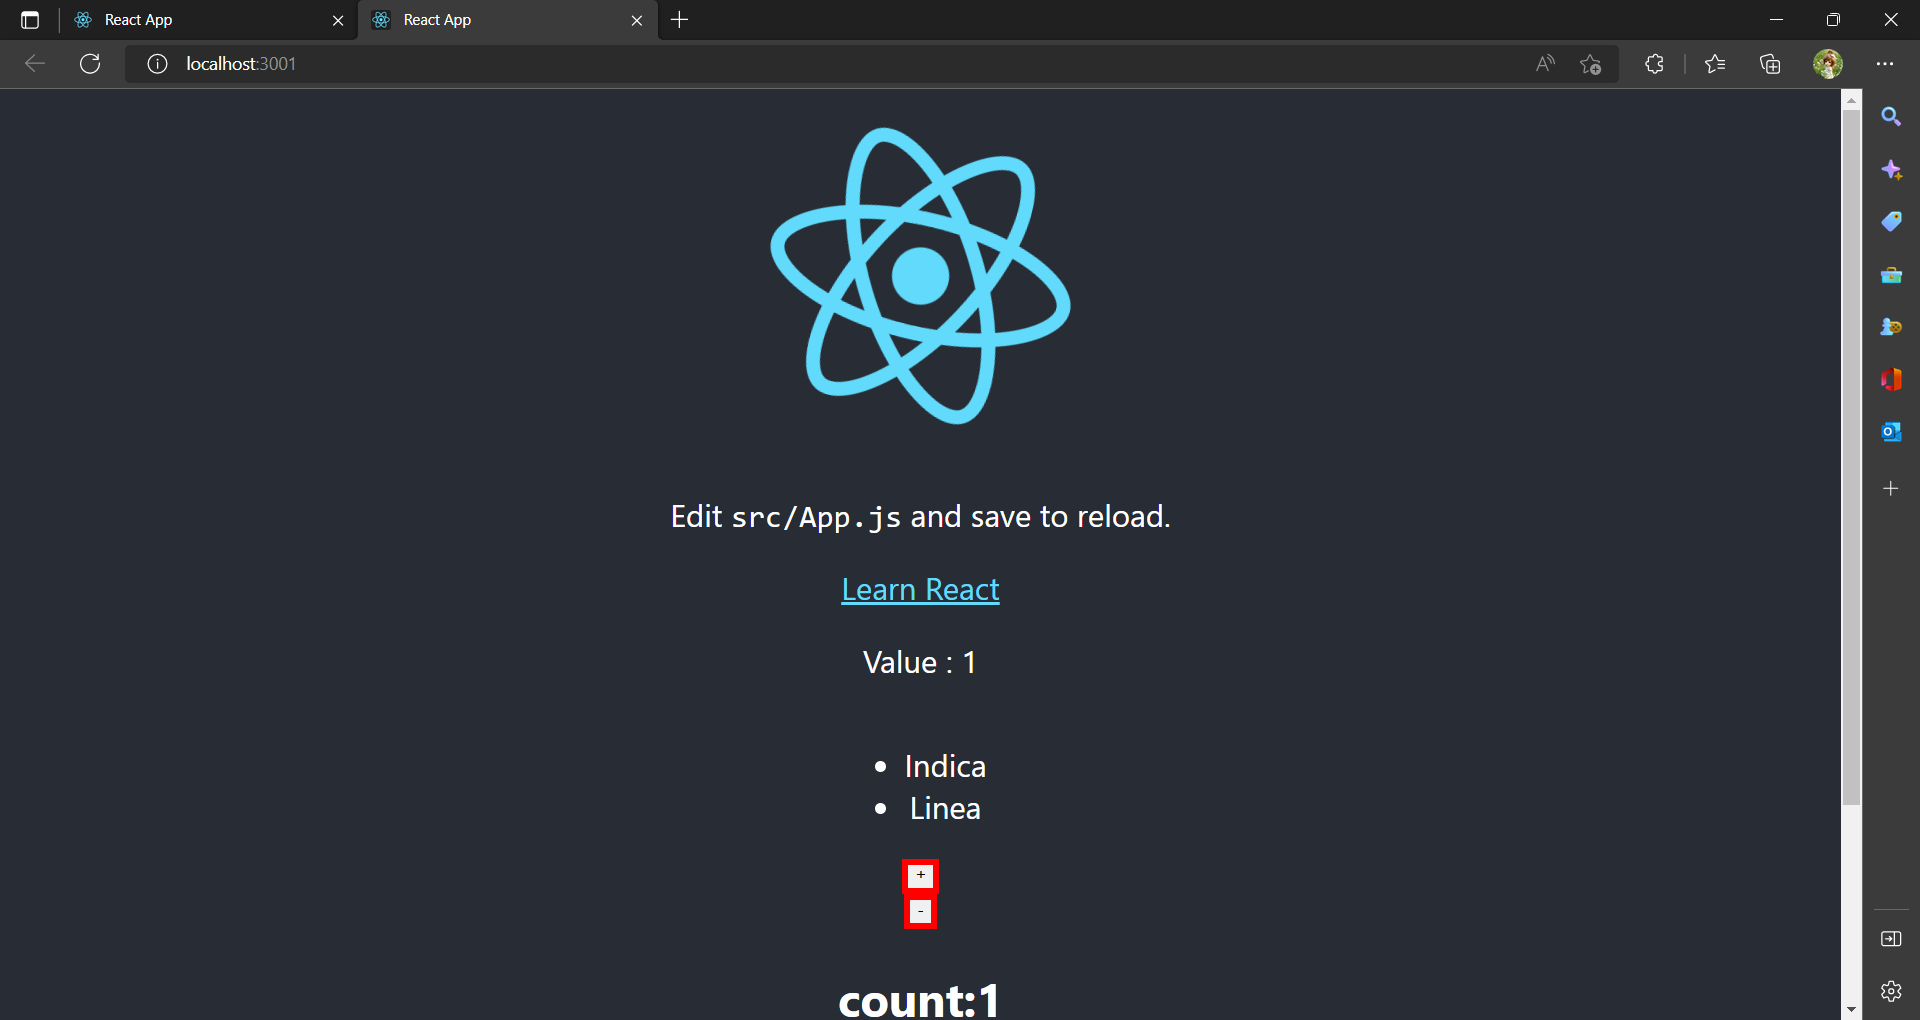 React App
React App
localhost:3001
Edit src/App.js and save to reload.
Learn React
Value : 1
Indica
Linea
+
-
count:1